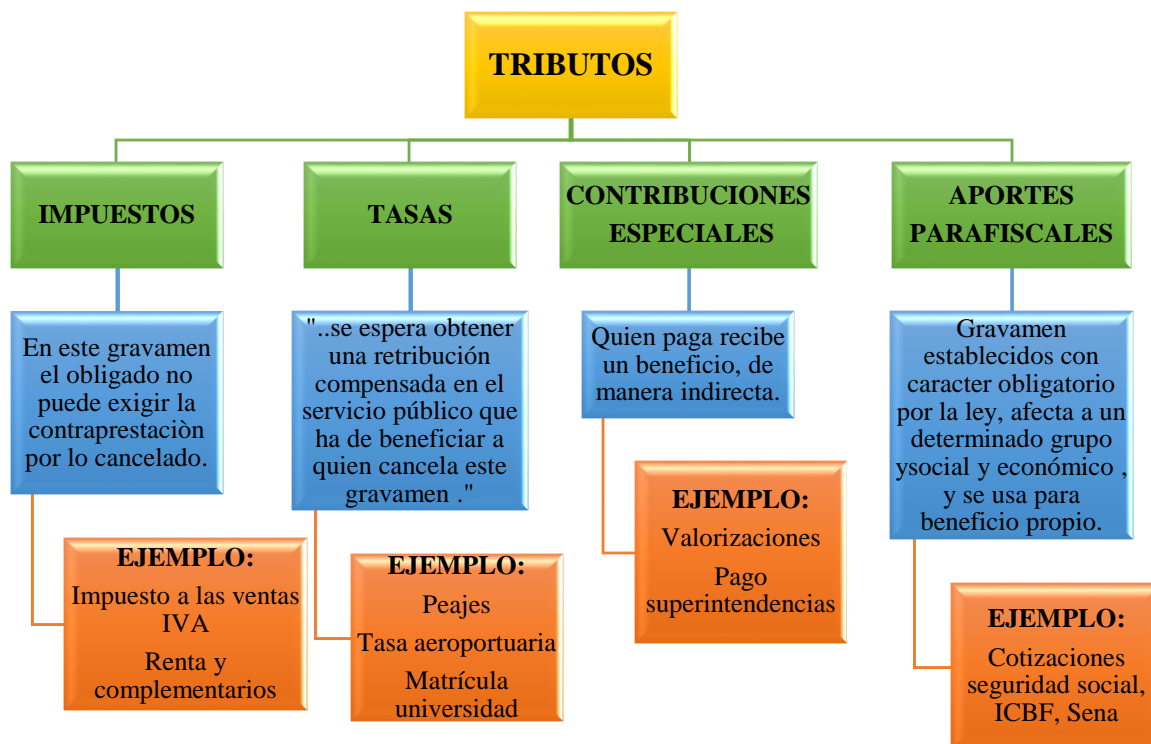 TRIBUTOS
IMPUESTOS
En este gravamen
el obligado no
puede exigir la
contraprestaciòn
por lo cancelado.
EJEMPLO:
Impuesto a las ventas
IVA
Renta y
complementarios
TASAS
"..se espera obtener
una retribución
compensada en el
servicio público que
ha de beneficiar a
quien cancela este
gravamen ."
EJEMPLO:
Peajes
Tasa aeroportuaria
Matrícula
universidad
CONTRIBUCIONES
ESPECIALES
Quien paga recibe
un beneficio, de
manera indirecta.
EJEMPLO:
Valorizaciones
Pago
superintendencias
APORTES
PARAFISCALES
Gravamen
establecidos con
caracter obligatorio
por la ley, afecta a un
determinado grupo
ysocial y económico ,
y se usa para
beneficio propio.
EJEMPLO:
Cotizaciones
seguridad social,
ICBF, Sena